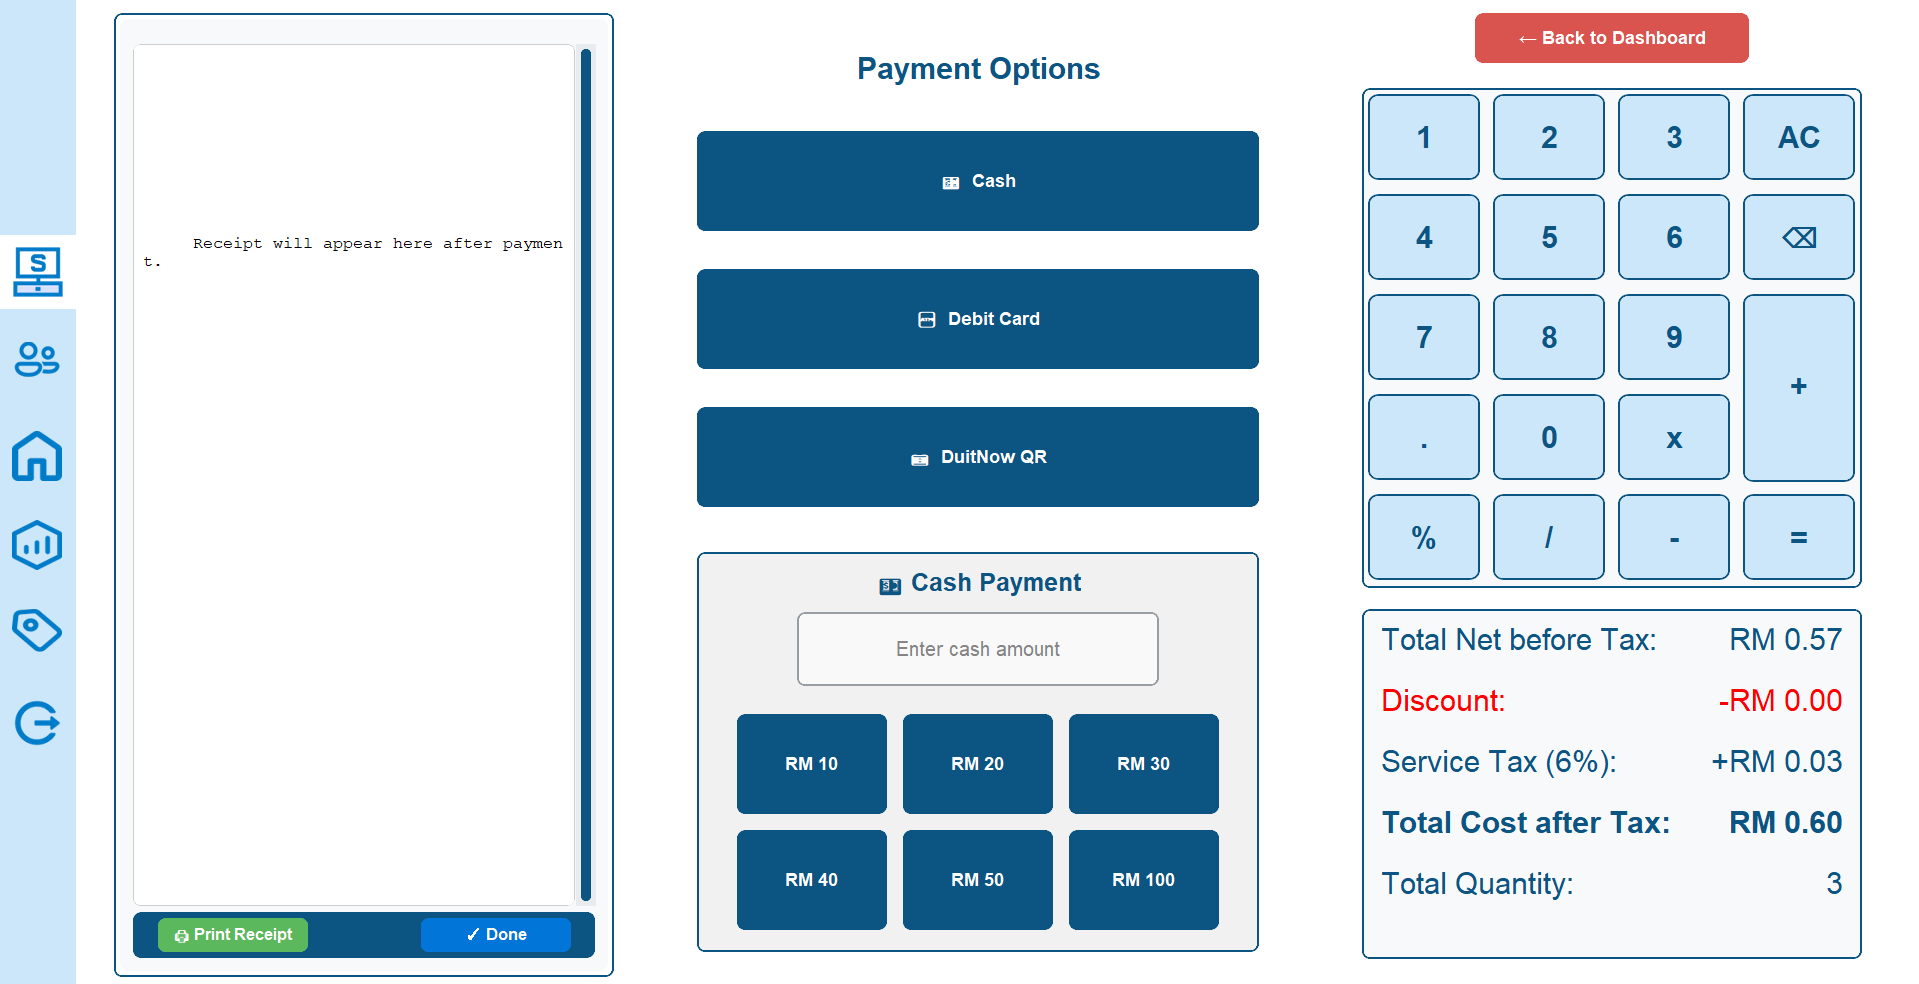 Receipt will appear here after paymen
t.
Print Receipt
✓ Done
Payment Options
Cash
Debit Card
DuitNow QR
Cash Payment
Enter cash amount
RM 10 RM 20 RM 30
RM 40 RM 50 RM 100
← Back to Dashboard
1 2 3 AC
4 5 6 ⌫
7 8 9 +
. 0 x
% / - =
Total Net before Tax: RM 0.57
Discount: -RM 0.00
Service Tax (6%): +RM 0.03
Total Cost after Tax: RM 0.60
Total Quantity: 3